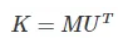 K = MU^T